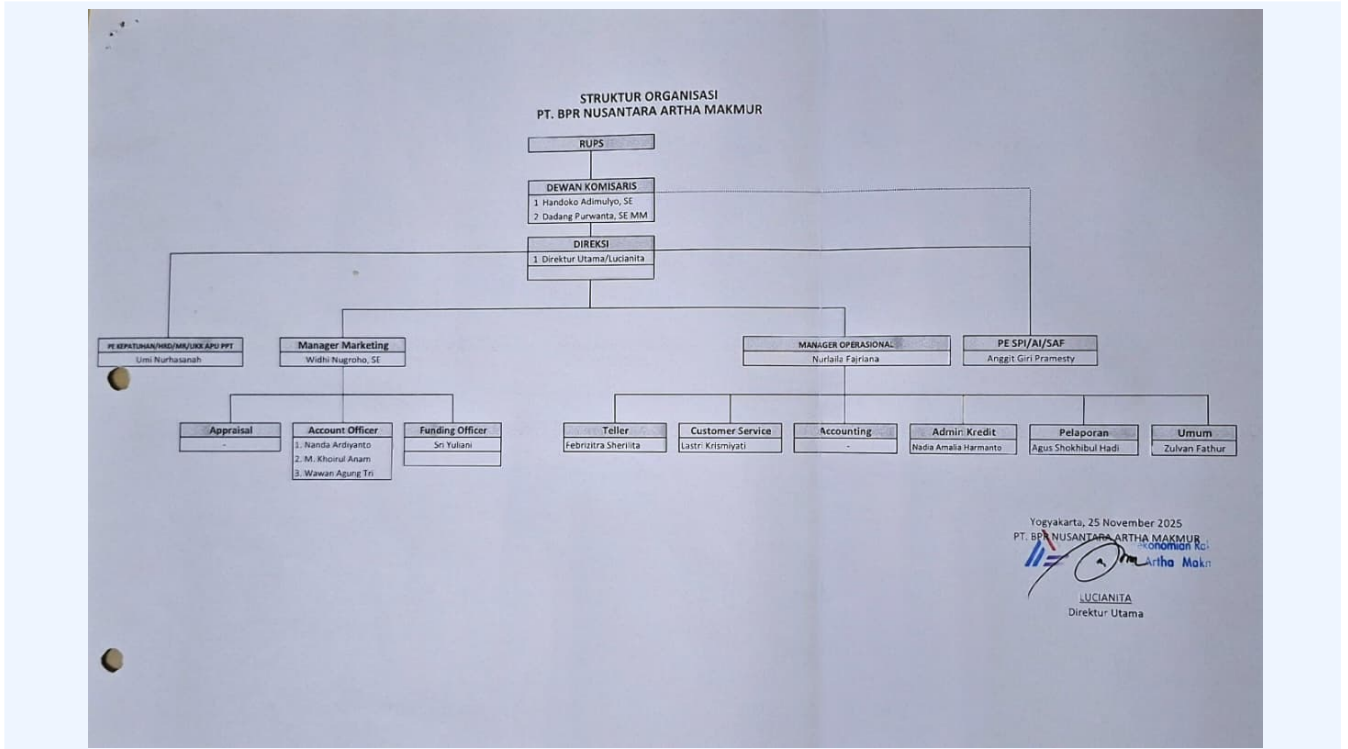 STRUKTUR ORGANISASI
PT. BPR NUSANTARA ARTHA MAKMUR
RUPS
DEWAN KOMISARIS
1 Handoko Adimulyo, SE
2 Dadang Purwanta, SE MM
DIREKSI
1 Direktur Utama/Lucianita
PE KEPATUHAN/HRD/MR/UKK APU PPT
Umi Nurhasanah
Manager Marketing
Widhi Nugroho, SE
MANAGER OPERASIONAL
Nurlaila Fajriana
PE SPI/AI/SAF
Anggit Giri Pramesty
Appraisal
-
Account Officer
1. Nanda Ardiyanto
2. M. Khoirul Anam
3. Wawan Agung Tri
Funding Officer
Sri Yuliani
Teller
Febrizitra Sherilita
Customer Service
Lastri Krismiyati
Accounting
-
Admin Kredit
Nadia Amalia Harmanto
Pelaporan
Agus Shokhibul Hadi
Umum
Zulvan Fathur
Yogyakarta, 25 November 2025
PT. BPR NUSANTARA ARTHA MAKMUR
ekonomian
Artha
LUCIANITA
Direktur Utama